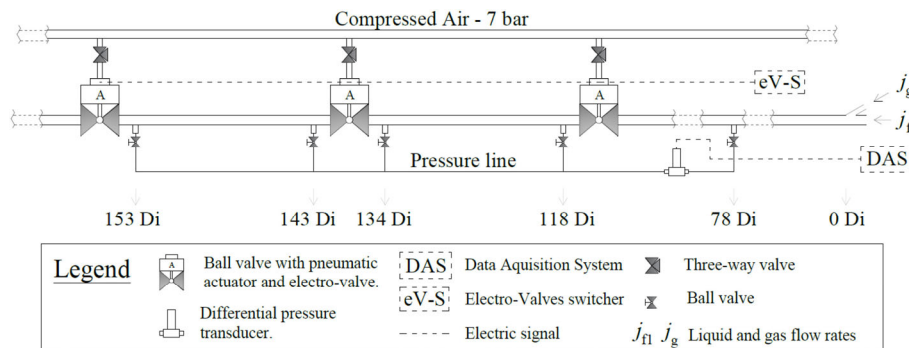 Compressed Air - 7 bar
A
A
A
eV-S
j_g
j_f1
DAS
Pressure line
153 Di
143 Di
134 Di
118 Di
78 Di
0 Di
Legend
A
Ball valve with pneumatic
actuator and electro-valve.
Differential pressure
transducer.
DAS
Data Aquisition System
eV-S
Electro-Valves switcher
Electric signal
Three-way valve
Ball valve
j_f1 j_g Liquid and gas flow rates